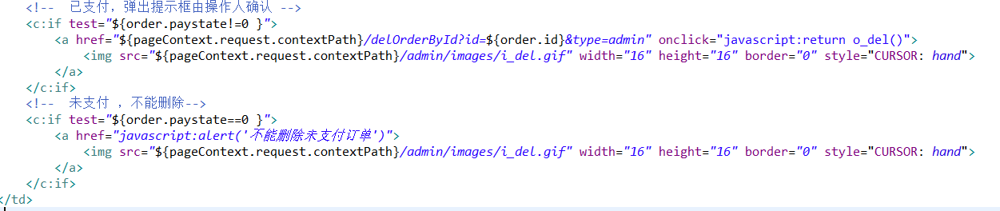 <!--  已支付，弹出提示框由操作人确认 -->
<c:if test="${order.paystate!=0 }">
<a href="${pageContext.request.contextPath}/delOrderById?id=${order.id}&type=admin" onclick="javascript:return o_del()">
<img src="${pageContext.request.contextPath}/admin/images/i_del.gif" width="16" height="16" border="0" style="CURSOR: hand">
</a>
</c:if>
<!--  未支付 ，不能删除-->
<c:if test="${order.paystate==0 }">
<a href="javascript:alert('不能删除未支付订单')">
<img src="${pageContext.request.contextPath}/admin/images/i_del.gif" width="16" height="16" border="0" style="CURSOR: hand">
</a>
</c:if>
</td>